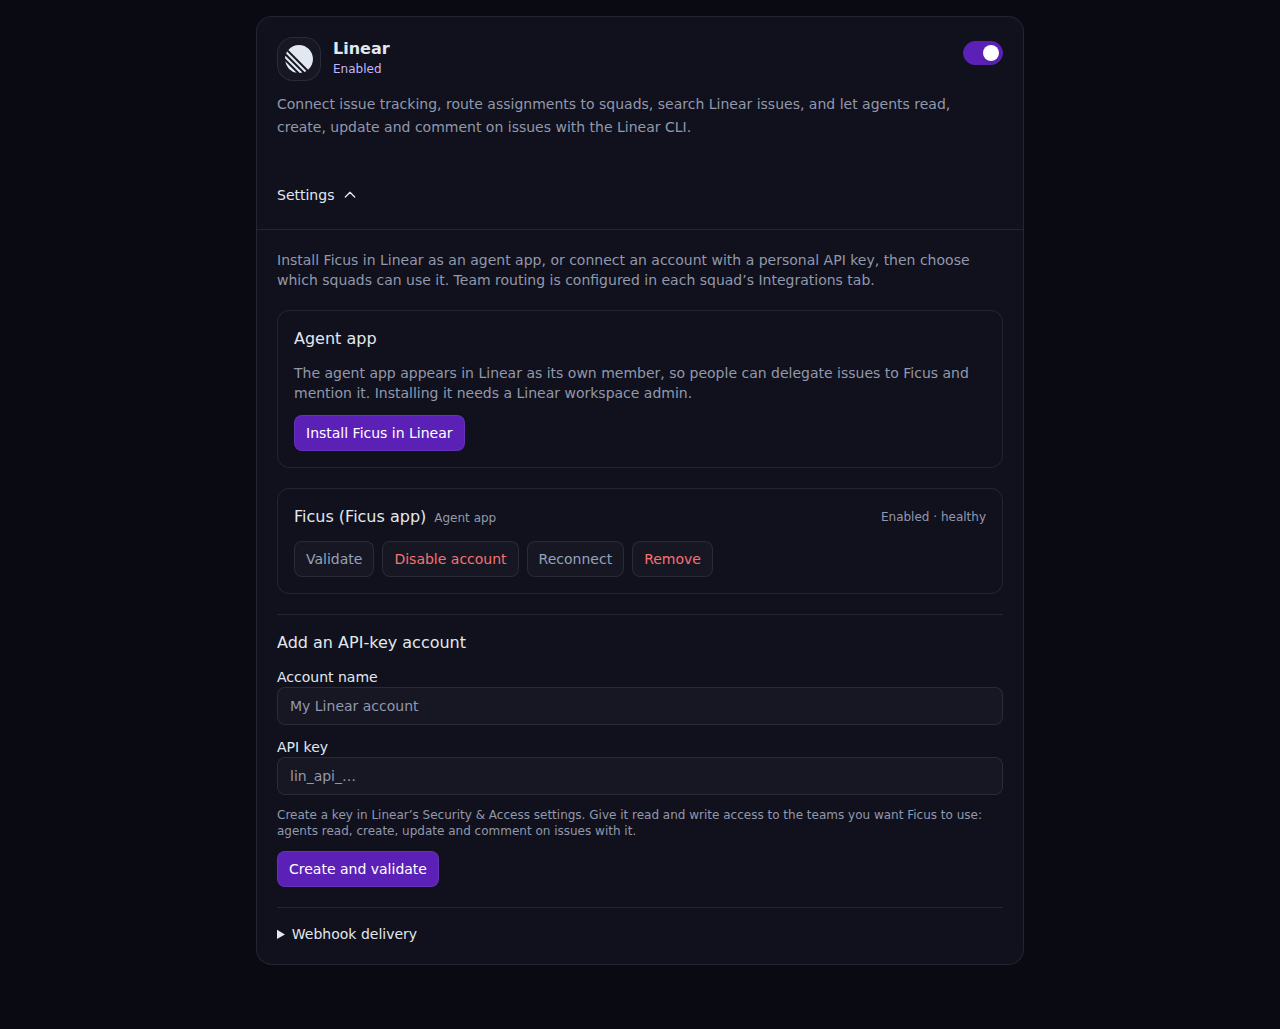 Linear
Enabled
Connect issue tracking, route assignments to squads, search Linear issues, and let agents read,
create, update and comment on issues with the Linear CLI.
Settings
Install Ficus in Linear as an agent app, or connect an account with a personal API key, then choose
which squads can use it. Team routing is configured in each squad’s Integrations tab.
Agent app
The agent app appears in Linear as its own member, so people can delegate issues to Ficus and
mention it. Installing it needs a Linear workspace admin.
Install Ficus in Linear
Ficus (Ficus app) Agent app Enabled · healthy
Validate Disable account Reconnect Remove
Add an API-key account
Account name
My Linear account
API key
lin_api_…
Create a key in Linear’s Security & Access settings. Give it read and write access to the teams you want Ficus to use:
agents read, create, update and comment on issues with it.
Create and validate
Webhook delivery